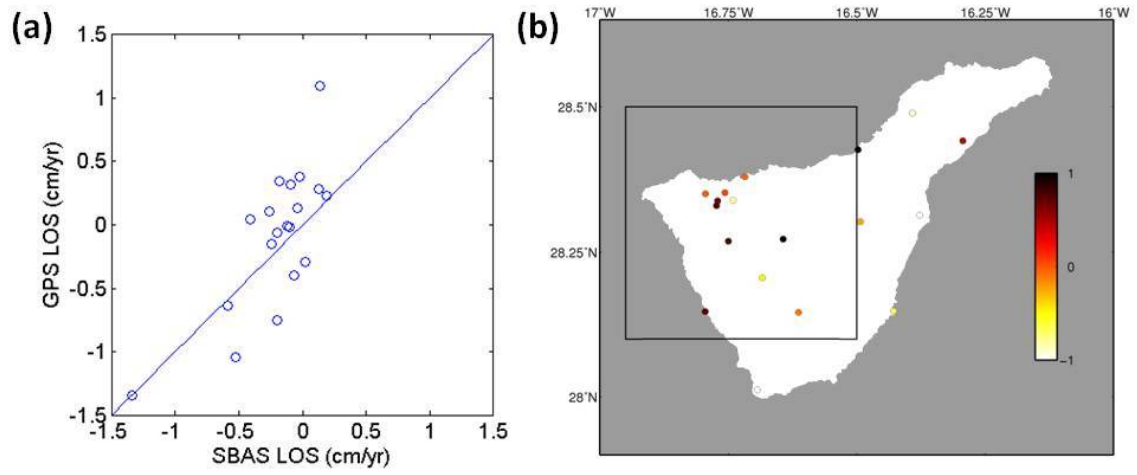 (a)
1.5
1
0.5
0
-0.5
-1
-1.5
-1.5 -1 -0.5 0 0.5 1 1.5
GPS LOS (cm/yr)
SBAS LOS (cm/yr)
(b)
17°W 16.75°W 16.5°W 16.25°W 16°W
28.5°N
28.25°N
28°N
1
0
-1